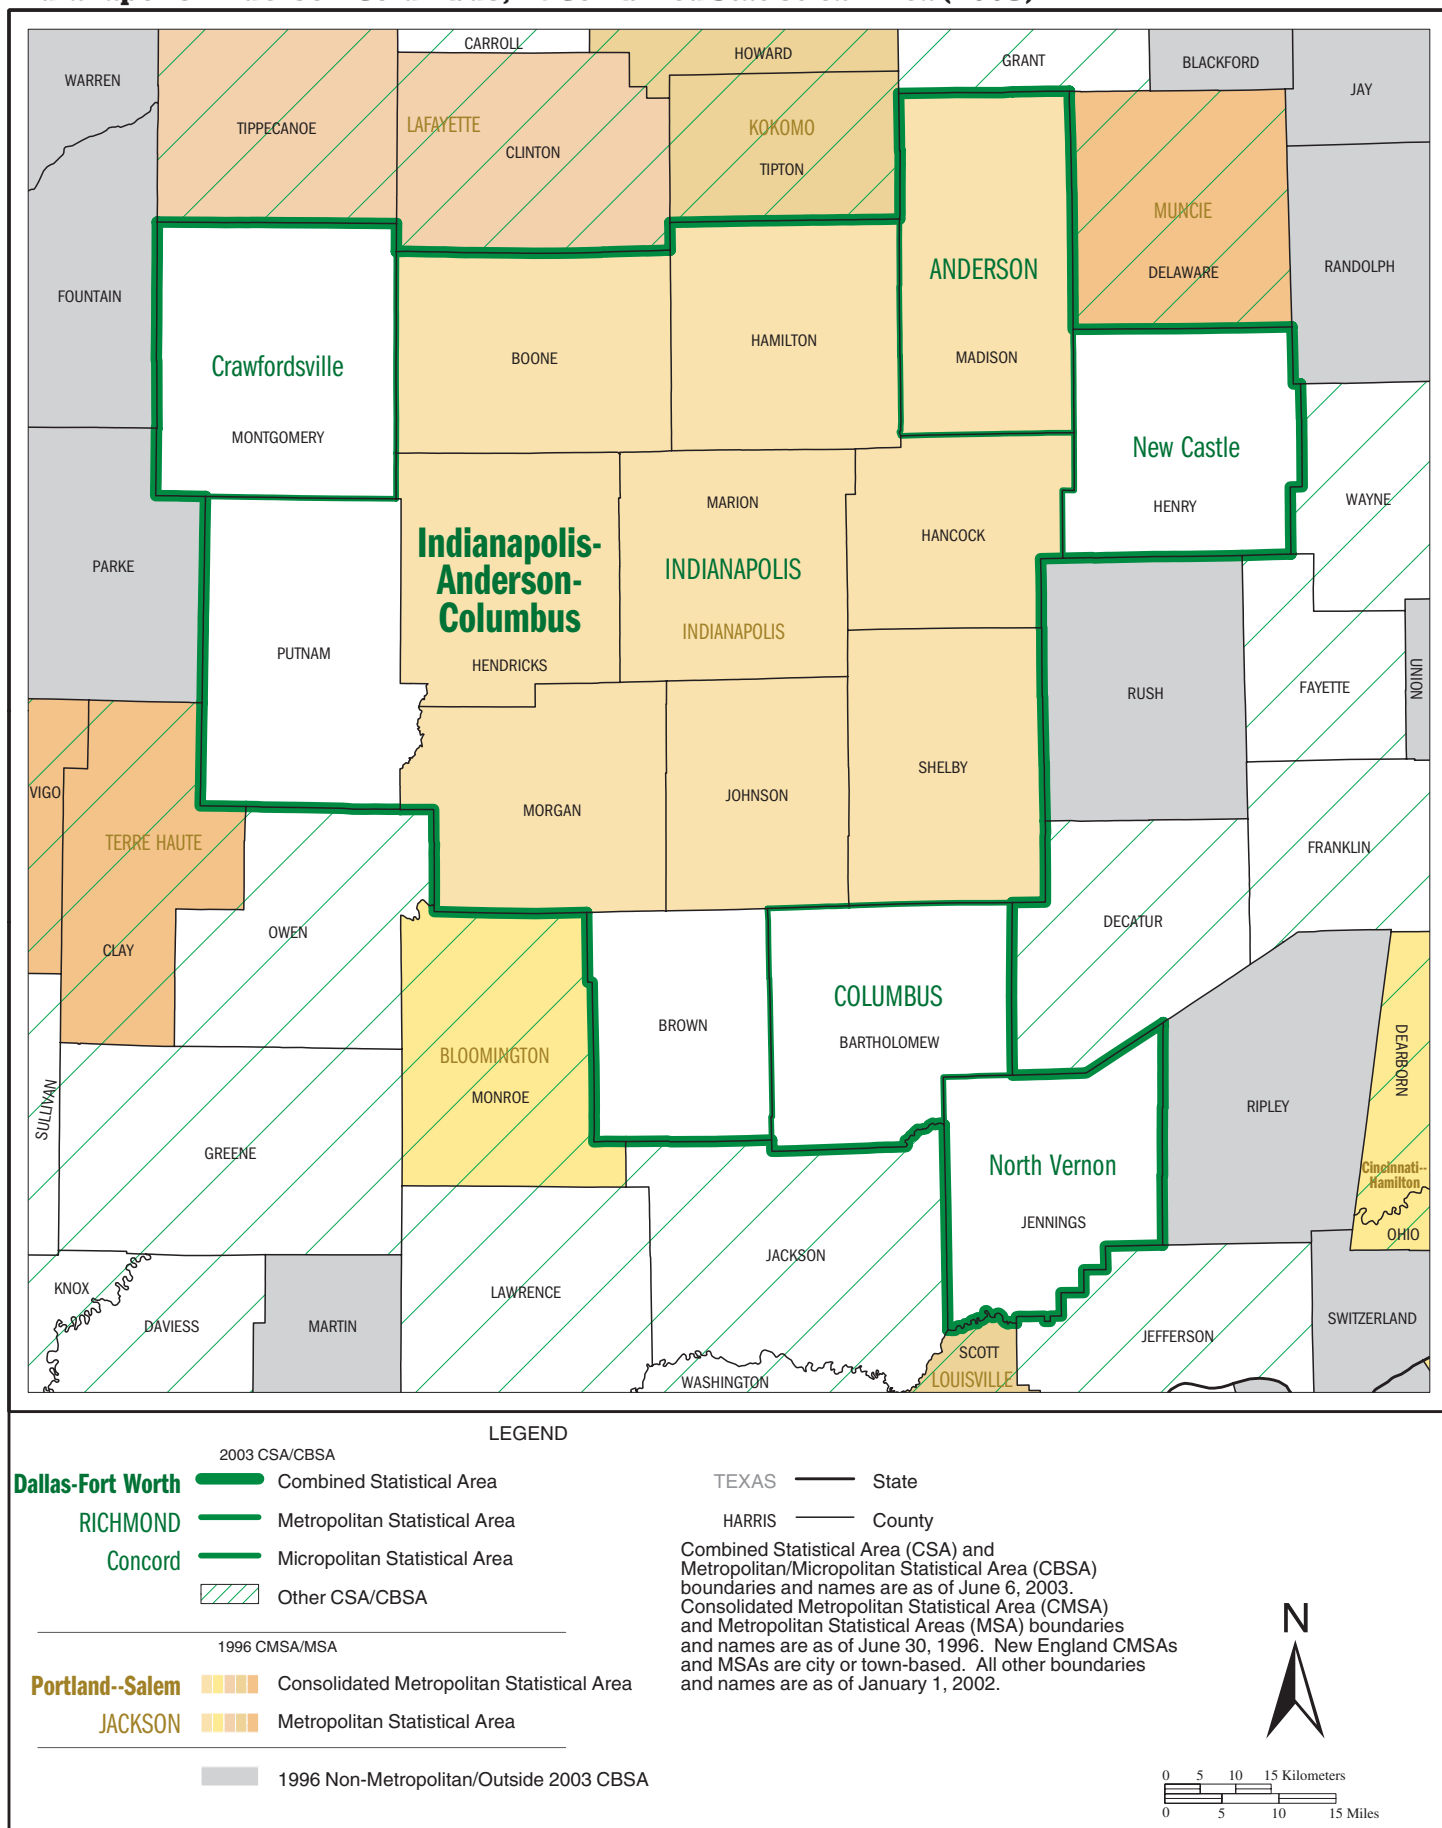 CARROLL
HOWARD
GRANT
BLACKFORD
WARREN
JAY
TIPPECANOE
LAFAYETTE
CLINTON
KOKOMO
TIPTON
MUNCIE
DELAWARE
RANDOLPH
ANDERSON
MADISON
FOUNTAIN
Crawfordsville
MONTGOMERY
BOONE
HAMILTON
New Castle
HENRY
WAYNE
PARKE
PUTNAM
Indianapolis-
Anderson-
Columbus
HENDRICKS
MARION
INDIANAPOLIS
INDIANAPOLIS
HANCOCK
RUSH
FAYETTE
UNION
VIGO
TERRE HAUTE
CLAY
MORGAN
JOHNSON
SHELBY
FRANKLIN
DECATUR
OWEN
BLOOMINGTON
MONROE
BROWN
COLUMBUS
BARTHOLOMEW
DEARBORN
RIPLEY
SULLIVAN
GREENE
North Vernon
JENNINGS
Cincinnati--
Hamilton
OHIO
KNOX
DAVIESS
MARTIN
LAWRENCE
JACKSON
WASHINGTON
SCOTT
LOUISVILLE
JEFFERSON
SWITZERLAND
LEGEND
2003 CSA/CBSA
Dallas-Fort Worth Combined Statistical Area
RICHMOND Metropolitan Statistical Area
Concord Micropolitan Statistical Area
Other CSA/CBSA
1996 CMSA/MSA
Portland--Salem Consolidated Metropolitan Statistical Area
JACKSON Metropolitan Statistical Area
1996 Non-Metropolitan/Outside 2003 CBSA
TEXAS State
HARRIS County
Combined Statistical Area (CSA) and
Metropolitan/Micropolitan Statistical Area (CBSA)
boundaries and names are as of June 6, 2003.
Consolidated Metropolitan Statistical Area (CMSA)
and Metropolitan Statistical Areas (MSA) boundaries
and names are as of June 30, 1996. New England CMSAs
and MSAs are city or town-based. All other boundaries
and names are as of January 1, 2002.
N
0 5 10 15 Kilometers
0 5 10 15 Miles